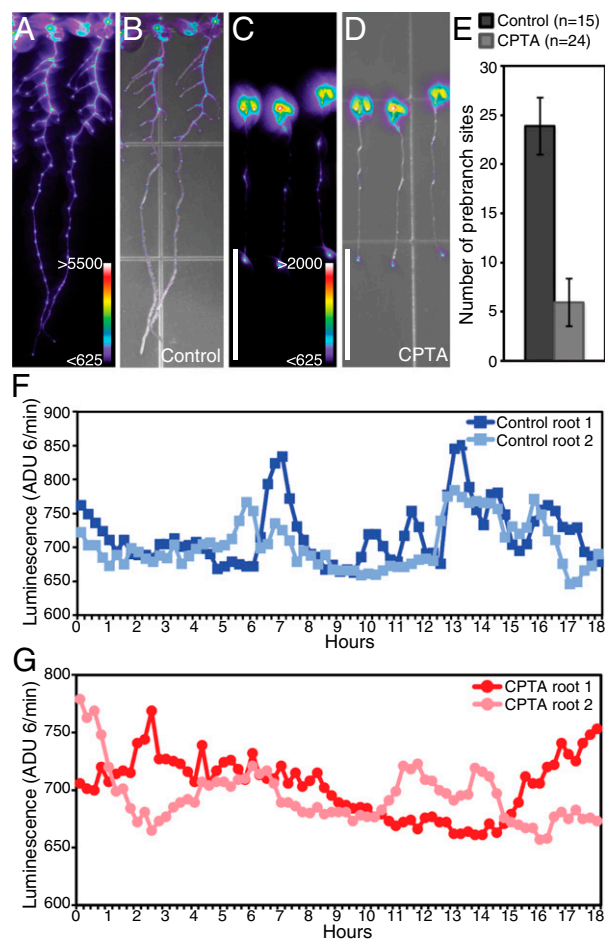 A B C D E
Control (n=15)
CPTA (n=24)
>5500
<625
Control
>2000
<625
CPTA
Number of prebranch sites
30
25
20
15
10
5
0
F
Luminescence (ADU 6/min)
900
850
800
750
700
650
600
Control root 1
Control root 2
0 1 2 3 4 5 6 7 8 9 10 11 12 13 14 15 16 17 18
Hours
G
Luminescence (ADU 6/min)
800
750
700
650
600
CPTA root 1
CPTA root 2
0 1 2 3 4 5 6 7 8 9 10 11 12 13 14 15 16 17 18
Hours